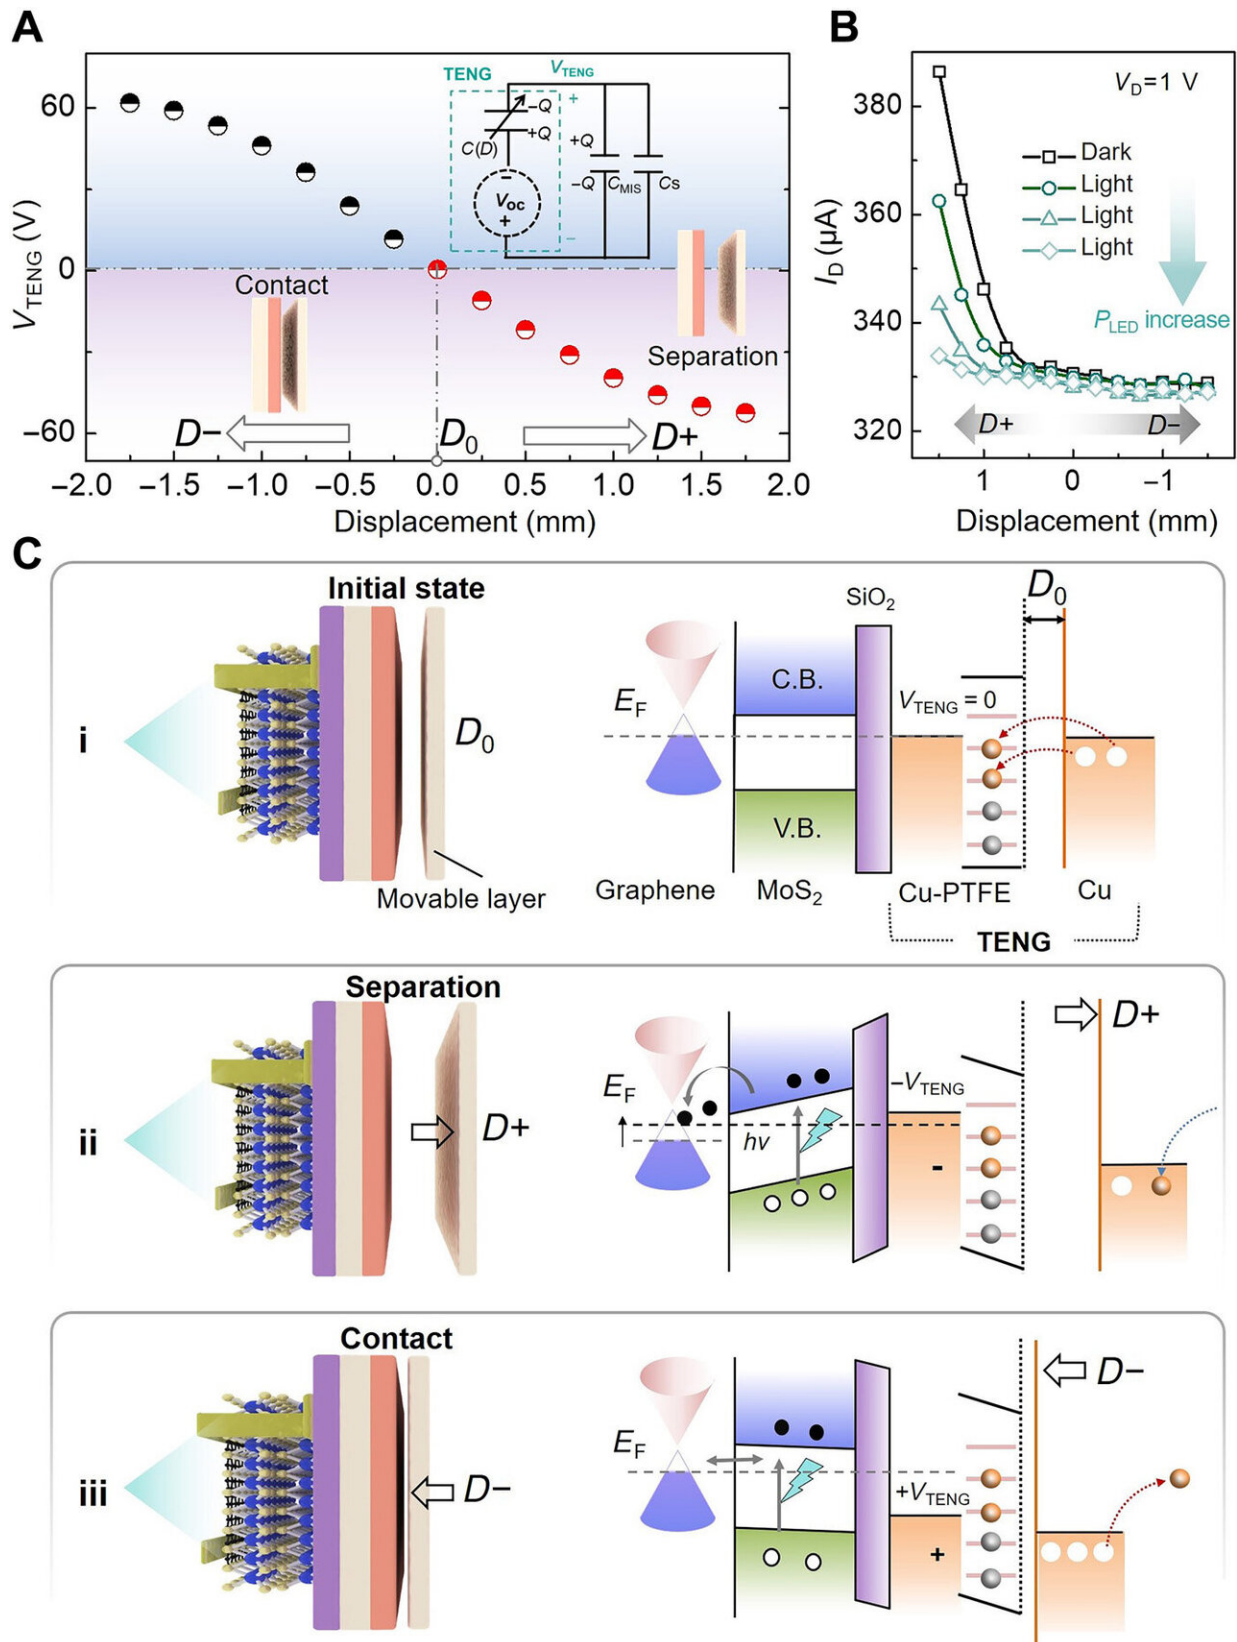 A
V_TENG (V)
60
0
−60
−2.0 −1.5 −1.0 −0.5 0.0 0.5 1.0 1.5 2.0
Displacement (mm)
TENG
V_TENG
−Q
+Q
C(D)
−
V_OC
+
+
−
+Q
−Q
C_MIS
Cs
Contact
Separation
D−
D_0
D+
B
I_D (μA)
380
360
340
320
V_D=1 V
Dark
Light
Light
Light
P_LED increase
D+
D−
1 0 -1
Displacement (mm)
C
Initial state
i
D_0
Movable layer
E_F
C.B.
V.B.
SiO_2
V_TENG = 0
D_0
Graphene
MoS_2
Cu-PTFE
Cu
TENG
Separation
ii
D+
E_F
hν
−V_TENG
-
D+
Contact
iii
D−
E_F
+V_TENG
+
D−